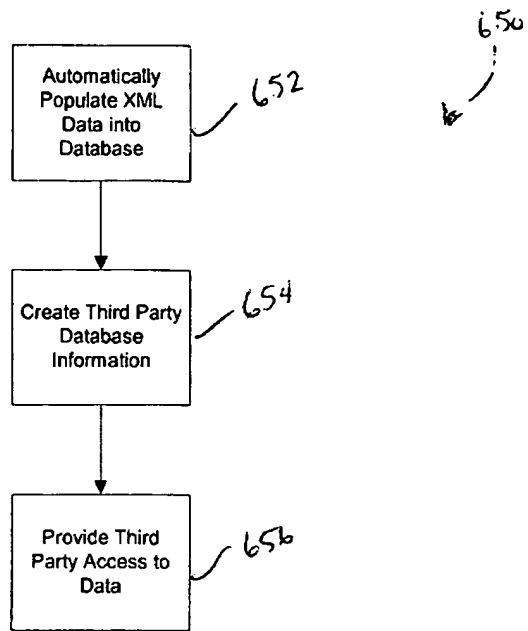 650
Automatically
Populate XML
Data into
Database
652
Create Third Party
Database
Information
654
Provide Third
Party Access to
Data
656